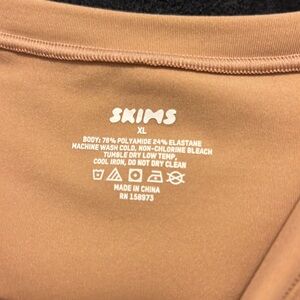 SKIMS
XL
BODY: 76% POLYAMIDE 24% ELASTANE
MACHINE WASH COLD, NON-CHLORINE BLEACH
TUMBLE DRY LOW TEMP,
COOL IRON, DO NOT DRY CLEAN
MADE IN CHINA
RN 158973